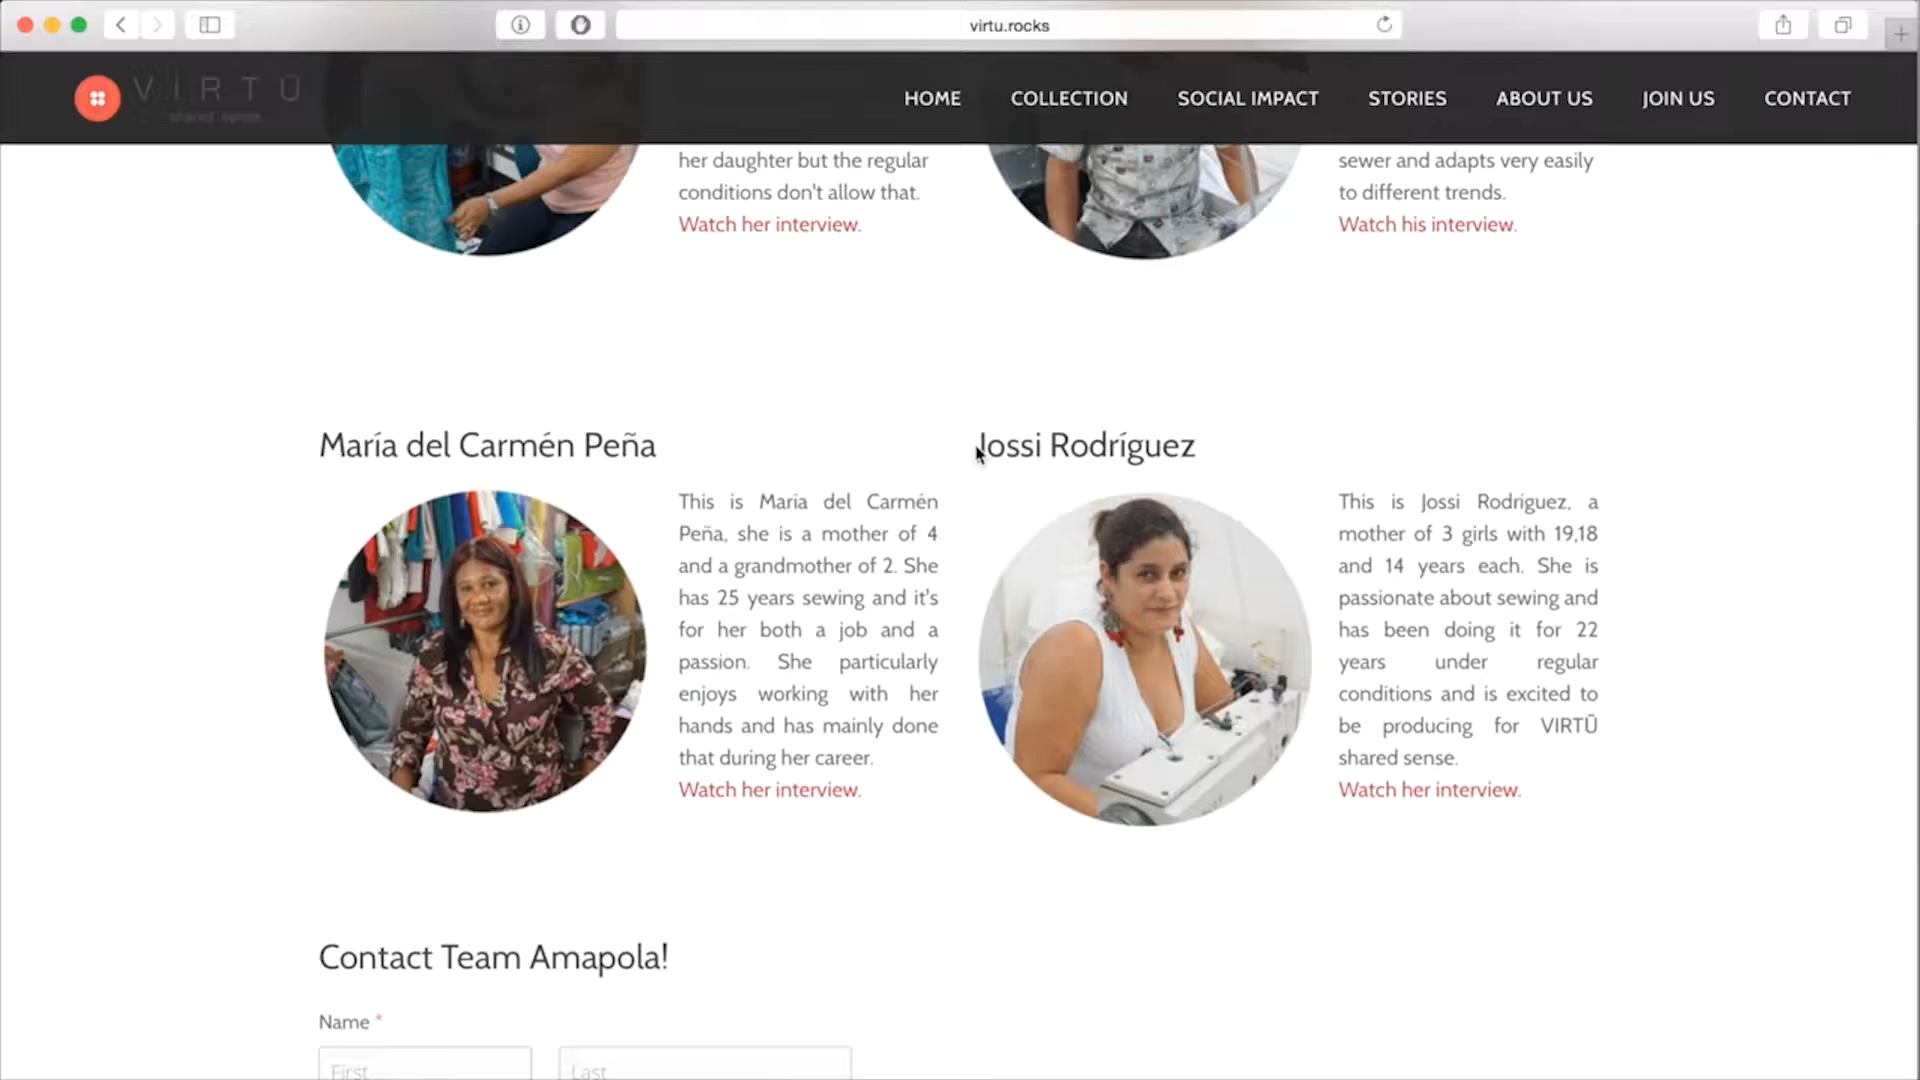 virtu.rocks
VIRTŪ
shared sense.
HOME
COLLECTION
SOCIAL IMPACT
STORIES
ABOUT US
JOIN US
CONTACT
her daughter but the regular
conditions don't allow that.
Watch her interview.
sewer and adapts very easily
to different trends.
Watch his interview.
María del Carmén Peña
This is María del Carmén
Peña, she is a mother of 4
and a grandmother of 2. She
has 25 years sewing and it's
for her both a job and a
passion. She particularly
enjoys working with her
hands and has mainly done
that during her career.
Watch her interview.
Jossi Rodríguez
This is Jossi Rodríguez, a
mother of 3 girls with 19,18
and 14 years each. She is
passionate about sewing and
has been doing it for 22
years under regular
conditions and is excited to
be producing for VIRTŪ
shared sense.
Watch her interview.
Contact Team Amapola!
Name *
First
Last